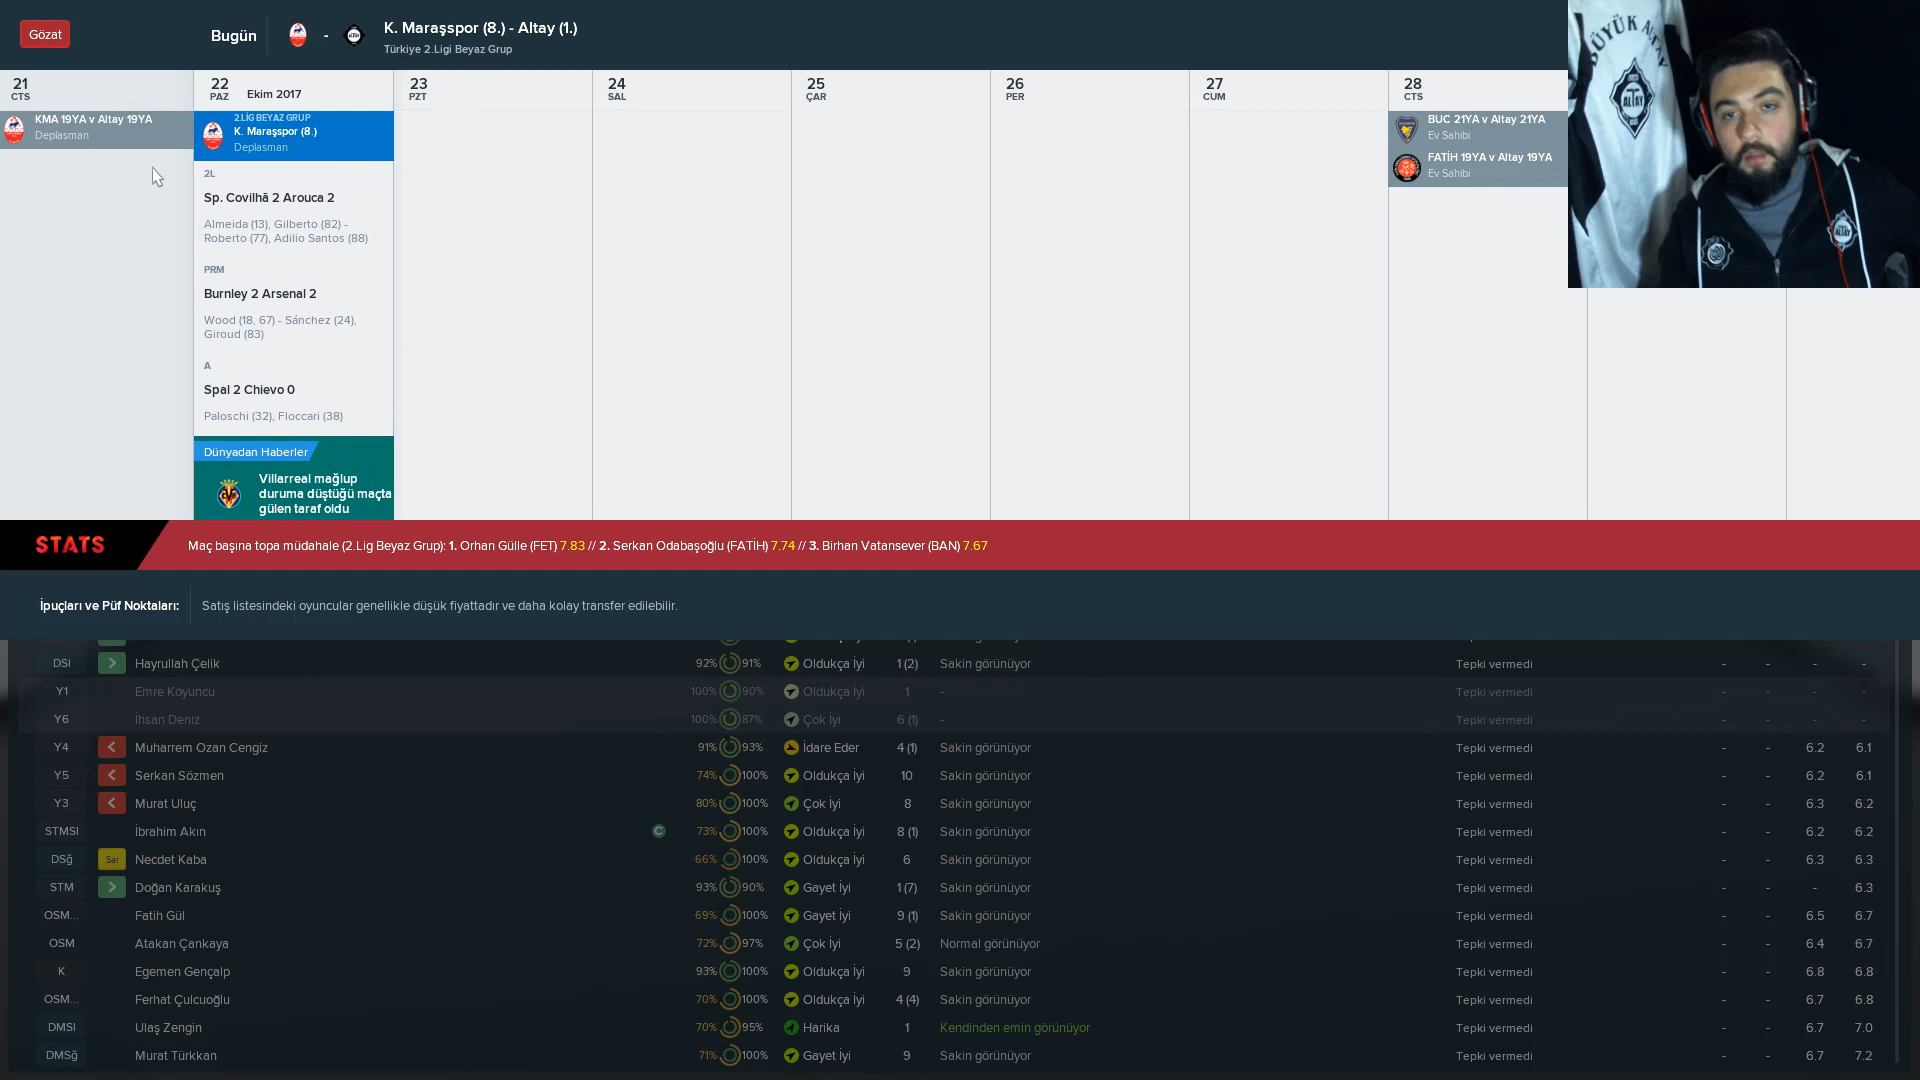 Gözat
Bugün
-
K. Maraşspor (8.) - Altay (1.)
Türkiye 2.Ligi Beyaz Grup
21
CTS
22
PAZ
Ekim 2017
23
PZT
24
SAL
25
ÇAR
26
PER
27
CUM
28
CTS
KMA 19YA v Altay 19YA
Deplasman
2.LİG BEYAZ GRUP
K. Maraşspor (8.)
Deplasman
2L
Sp. Covilhã 2 Arouca 2
Almeida (13), Gilberto (82) -
Roberto (77), Adilio Santos (88)
PRM
Burnley 2 Arsenal 2
Wood (18, 67) - Sánchez (24),
Giroud (83)
A
Spal 2 Chievo 0
Paloschi (32), Floccari (38)
Dünyadan Haberler
Villarreal mağlup
duruma düştüğü maçta
gülen taraf oldu
BUC 21YA v Altay 21YA
Ev Sahibi
FATİH 19YA v Altay 19YA
Ev Sahibi
BÜYÜK ALTAY
ALTAY
ALTAY
STATS
Maç başına topa müdahale (2.Lig Beyaz Grup): 1. Orhan Gülle (FET) 7.83 // 2. Serkan Odabaşoğlu (FATİH) 7.74 // 3. Birhan Vatansever (BAN) 7.67
İpuçları ve Püf Noktaları:
Satış listesindeki oyuncular genellikle düşük fiyattadır ve daha kolay transfer edilebilir.
DSl Hayrullah Çelik 92% 91% Oldukça İyi 1 (2) Sakin görünüyor Tepki vermedi - - - -
Y1 Emre Koyuncu 100% 90% Oldukça İyi 1 - Tepki vermedi - - - -
Y6 İhsan Deniz 100% 87% Çok İyi 6 (1) - Tepki vermedi - - - -
Y4 Muharrem Ozan Cengiz 91% 93% İdare Eder 4 (1) Sakin görünüyor Tepki vermedi - - 6.2 6.1
Y5 Serkan Sözmen 74% 100% Oldukça İyi 10 Sakin görünüyor Tepki vermedi - - 6.2 6.1
Y3 Murat Uluç 80% 100% Çok İyi 8 Sakin görünüyor Tepki vermedi - - 6.3 6.2
STMSl İbrahim Akın C 73% 100% Oldukça İyi 8 (1) Sakin görünüyor Tepki vermedi - - 6.2 6.2
DSğ Sar Necdet Kaba 66% 100% Oldukça İyi 6 Sakin görünüyor Tepki vermedi - - 6.3 6.3
STM Doğan Karakuş 93% 90% Gayet İyi 1 (7) Sakin görünüyor Tepki vermedi - - - 6.3
OSM... Fatih Gül 69% 100% Gayet İyi 9 (1) Sakin görünüyor Tepki vermedi - - 6.5 6.7
OSM Atakan Çankaya 72% 97% Çok İyi 5 (2) Normal görünüyor Tepki vermedi - - 6.4 6.7
K Egemen Gençalp 93% 100% Oldukça İyi 9 Sakin görünüyor Tepki vermedi - - 6.8 6.8
OSM... Ferhat Çulcuoğlu 70% 100% Oldukça İyi 4 (4) Sakin görünüyor Tepki vermedi - - 6.7 6.8
DMSl Ulaş Zengin 70% 95% Harika 1 Kendinden emin görünüyor Tepki vermedi - - 6.7 7.0
DMSğ Murat Türkkan 71% 100% Gayet İyi 9 Sakin görünüyor Tepki vermedi - - 6.7 7.2